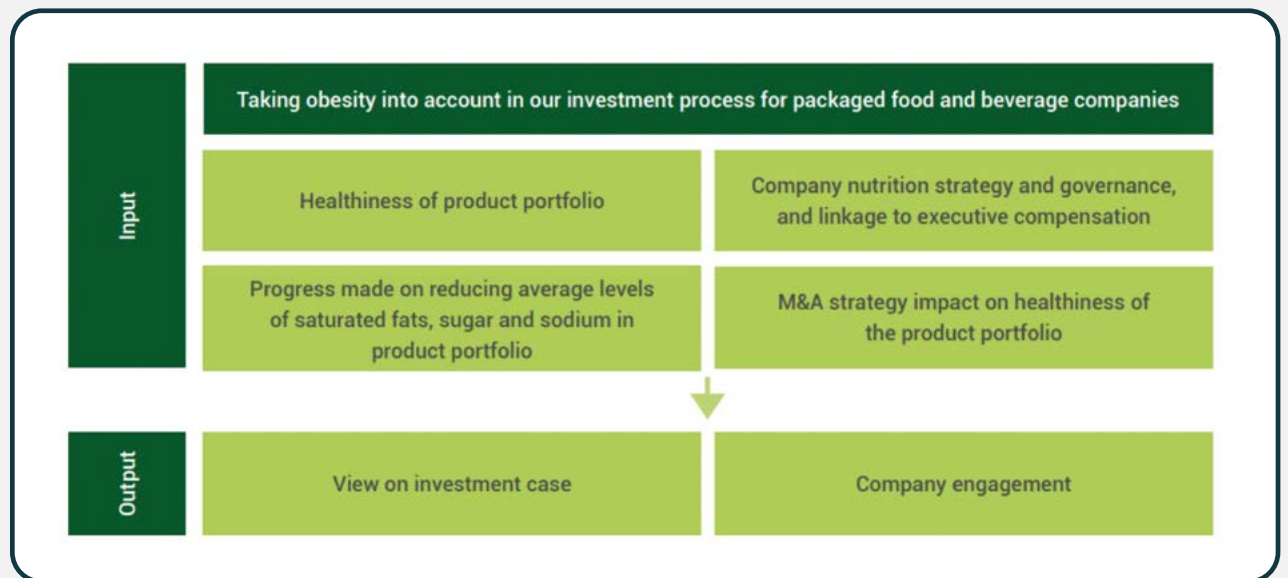 Input
Taking obesity into account in our investment process for packaged food and beverage companies
Healthiness of product portfolio
Company nutrition strategy and governance,
and linkage to executive compensation
Progress made on reducing average levels
of saturated fats, sugar and sodium in
product portfolio
M&A strategy impact on healthiness of
the product portfolio
Output
View on investment case
Company engagement